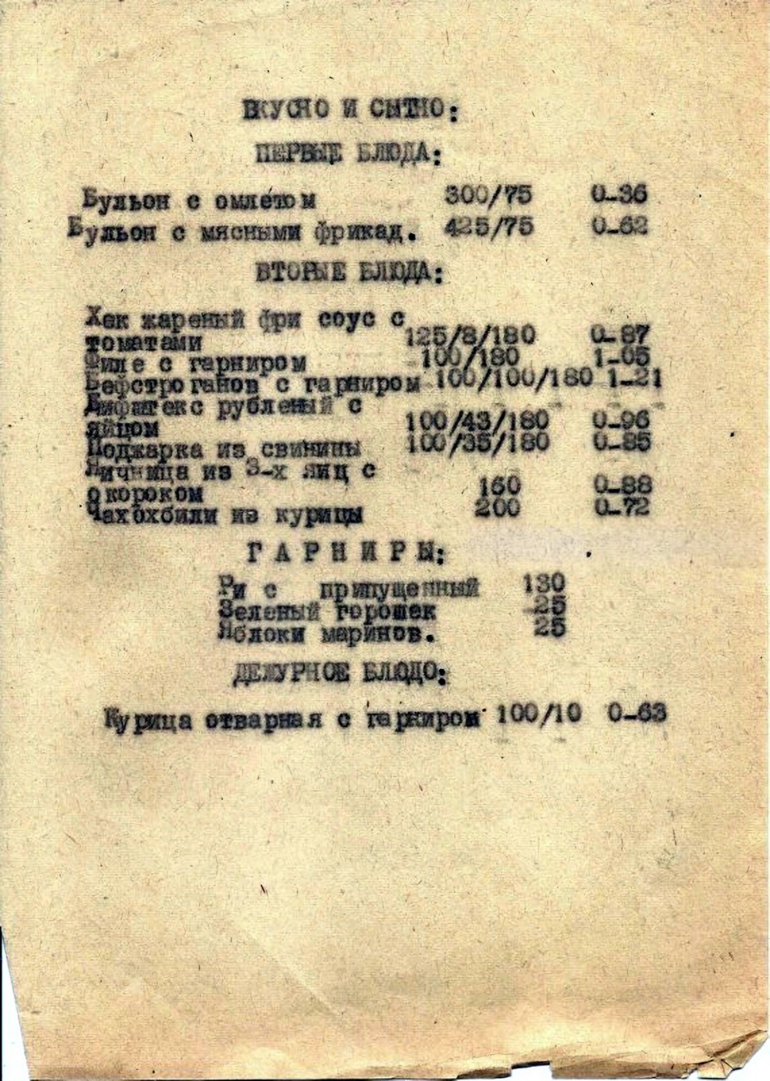 ВКУСНО И СЫТНО:
ПЕРВЫЕ БЛЮДА:
Бульон с омлетом 300/75 0-36
Бульон с мясными фрикад. 425/75 0-62
ВТОРЫЕ БЛЮДА:
Хек жареный фри соус с
томатами 125/8/180 0-87
Филе с гарниром 100/180 1-05
Бефстроганов с гарниром 100/100/180 1-21
Бифштекс рубленый с
яйцом 100/43/180 0-96
Поджарка из свинины 100/35/180 0-85
Яичница из 3-х яиц с
окороком 160 0-88
Чахохбили из курицы 200 0-72
ГАРНИРЫ:
Рис припущенный 130
Зеленый горошек 25
Яблоки маринов. 25
ДЕЖУРНОЕ БЛЮДО:
Курица отварная с гарниром 100/10 0-63